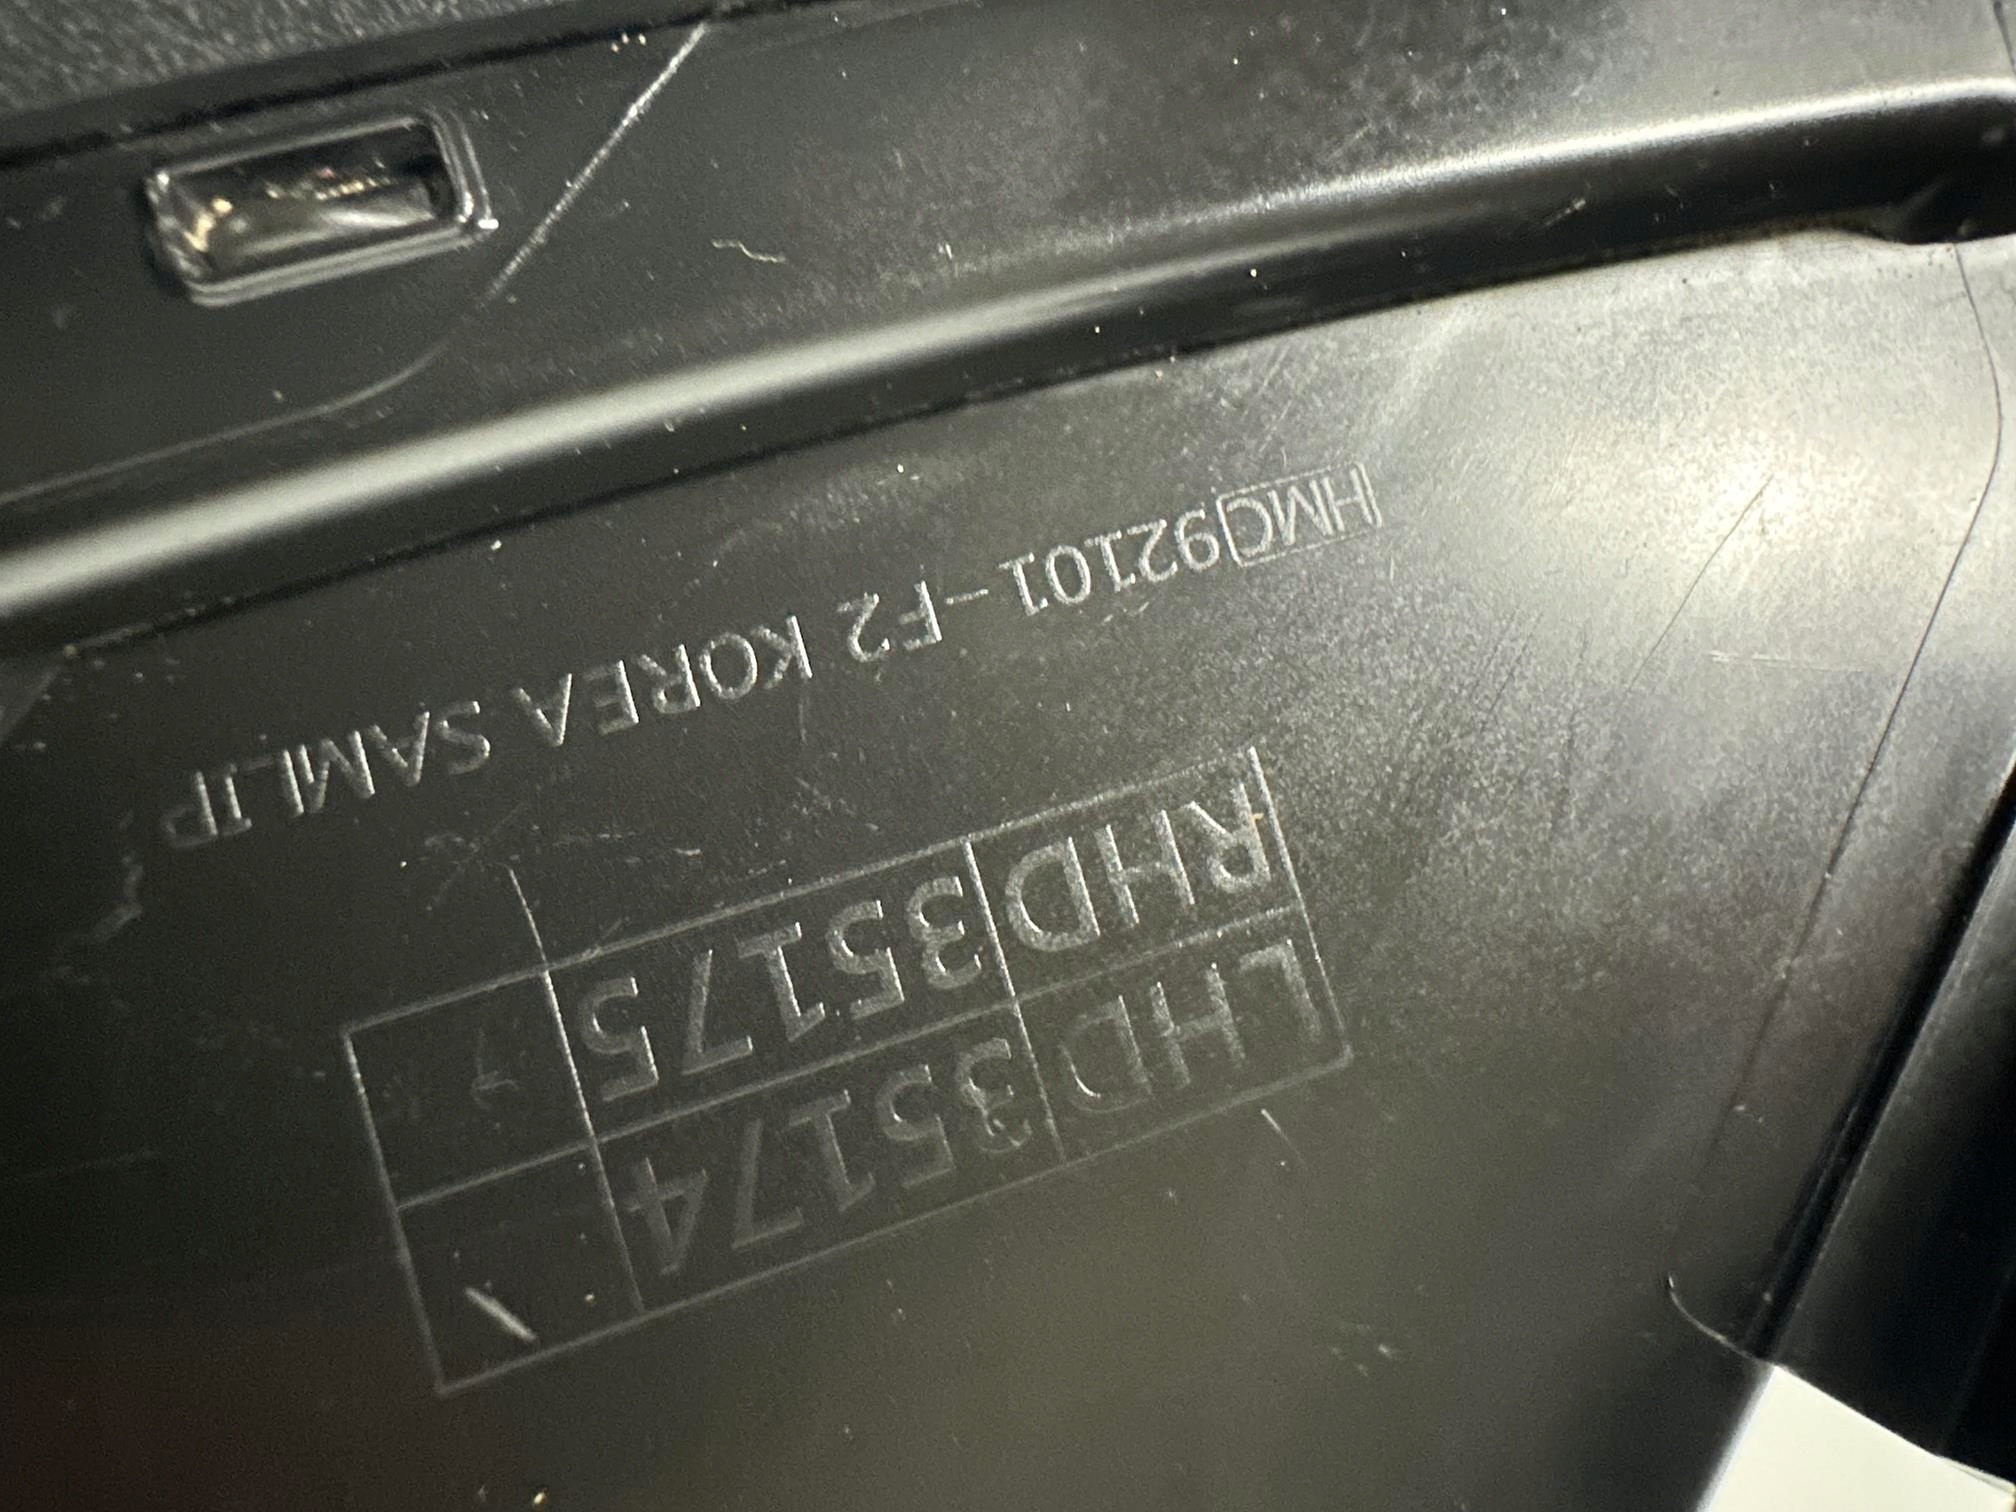 LHD 35174
RHD 35175
HMC 92101-F2 KOREA SAMLIP